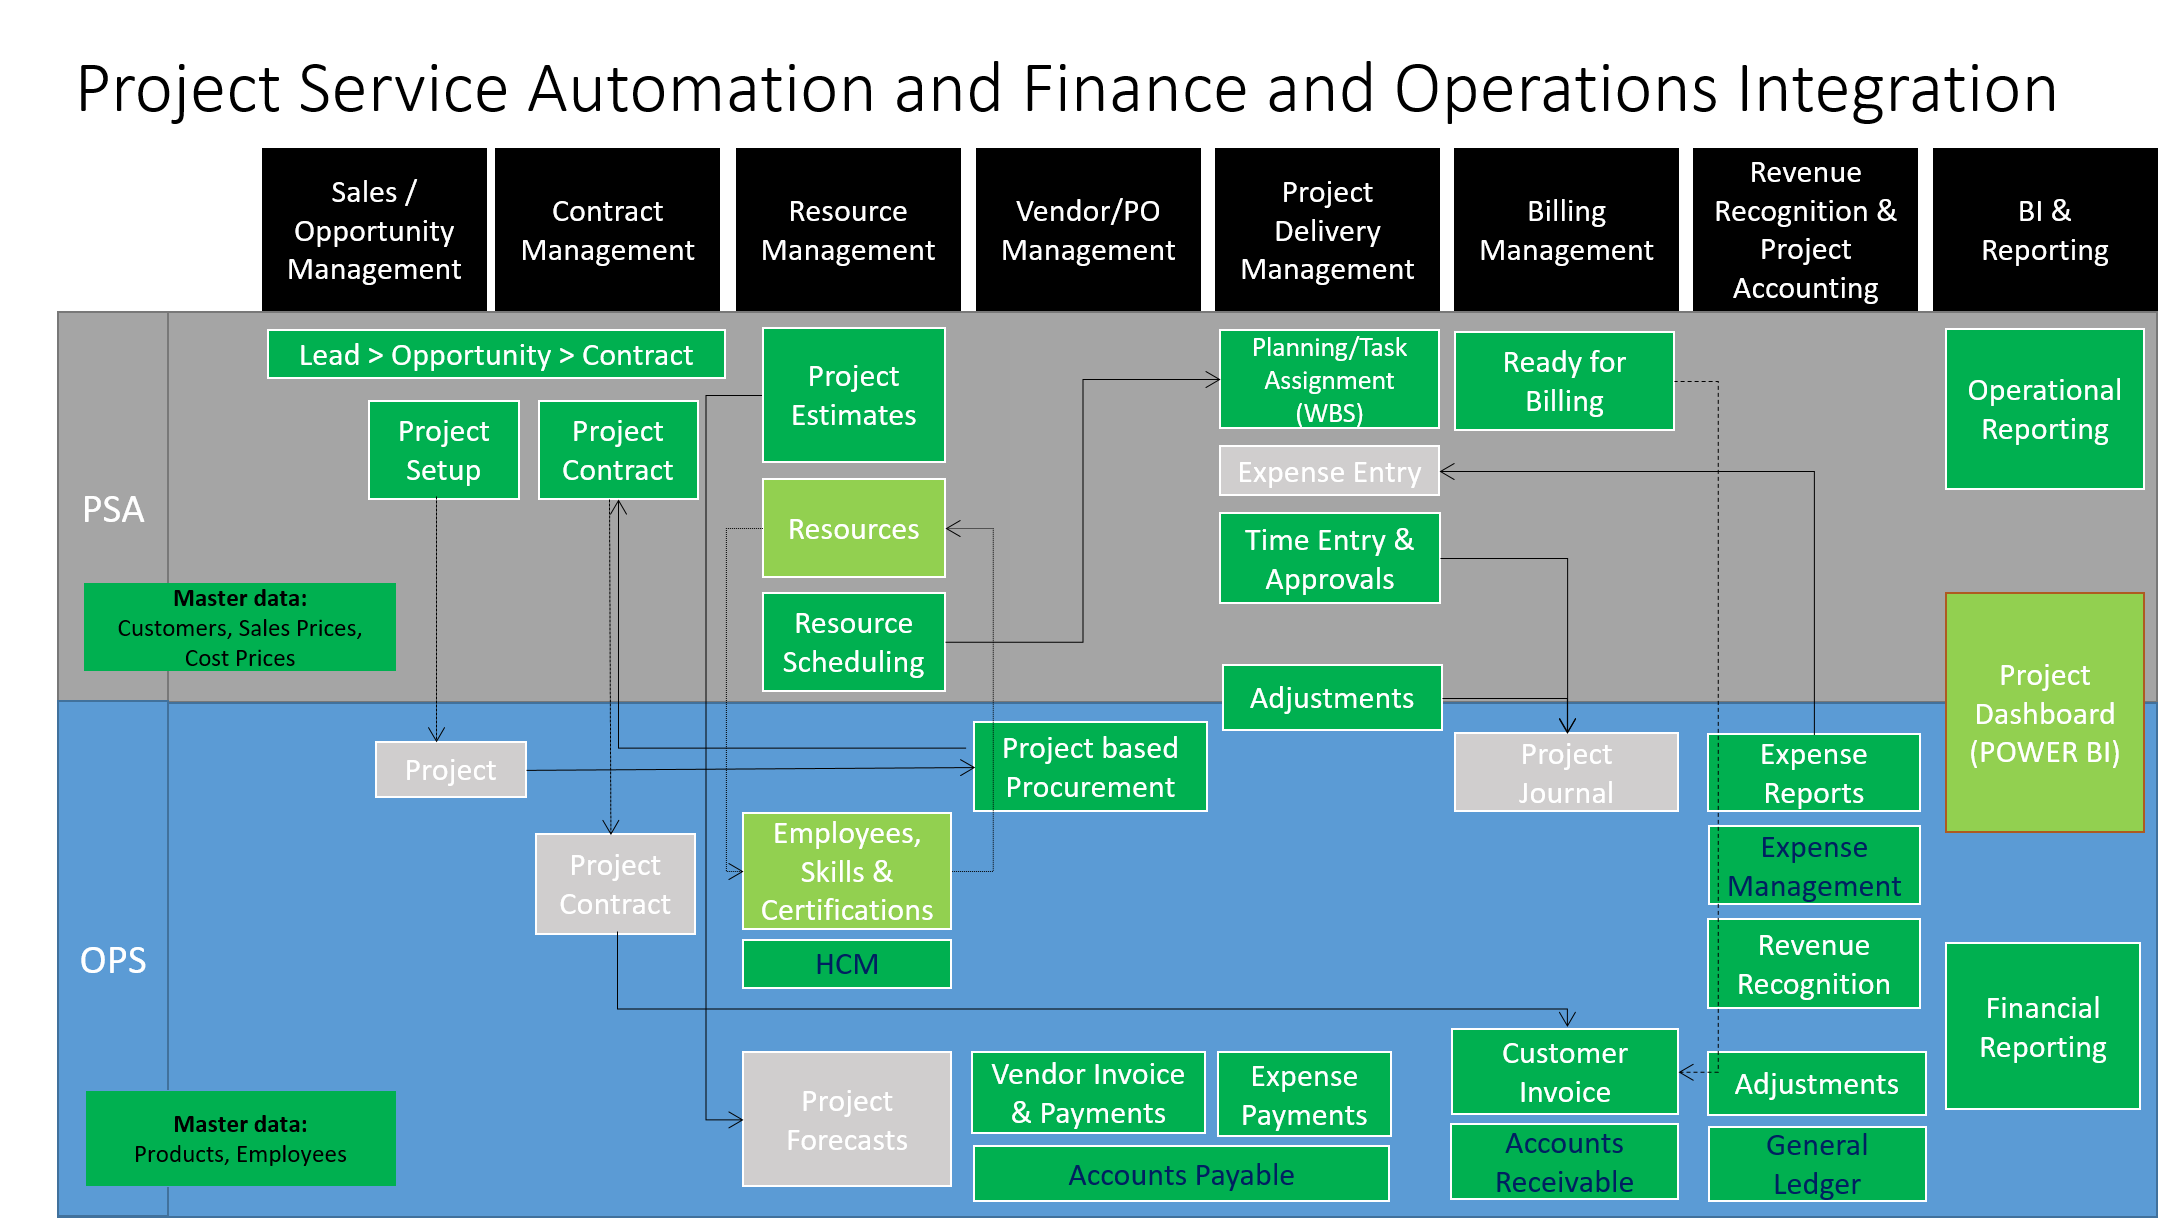 Project Service Automation and Finance and Operations Integration
Sales /
Opportunity
Management
Contract
Management
Resource
Management
Vendor/PO
Management
Project
Delivery
Management
Billing
Management
Revenue
Recognition &
Project
Accounting
BI &
Reporting
PSA
Lead > Opportunity > Contract
Project
Setup
Project
Contract
Project
Estimates
Resources
Resource
Scheduling
Planning/Task
Assignment
(WBS)
Expense Entry
Time Entry &
Approvals
Adjustments
Ready for
Billing
Operational
Reporting
Master data:
Customers, Sales Prices,
Cost Prices
Project
Dashboard
(POWER BI)
OPS
Project
Project
Contract
Project based
Procurement
Employees,
Skills &
Certifications
HCM
Project
Journal
Expense
Reports
Expense
Management
Revenue
Recognition
Financial
Reporting
Master data:
Products, Employees
Project
Forecasts
Vendor Invoice
& Payments
Expense
Payments
Accounts Payable
Customer
Invoice
Accounts
Receivable
Adjustments
General
Ledger